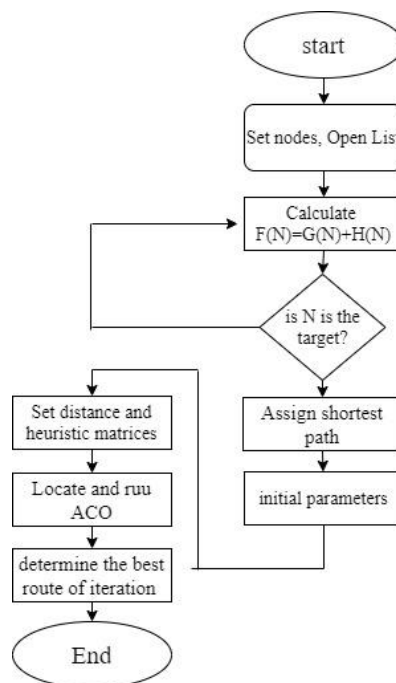 start
Set nodes, Open List
Calculate
F(N)=G(N)+H(N)
is N is the
target?
Assign shortest
path
initial parameters
Set distance and
heuristic matrices
Locate and ruu
ACO
determine the best
route of iteration
End